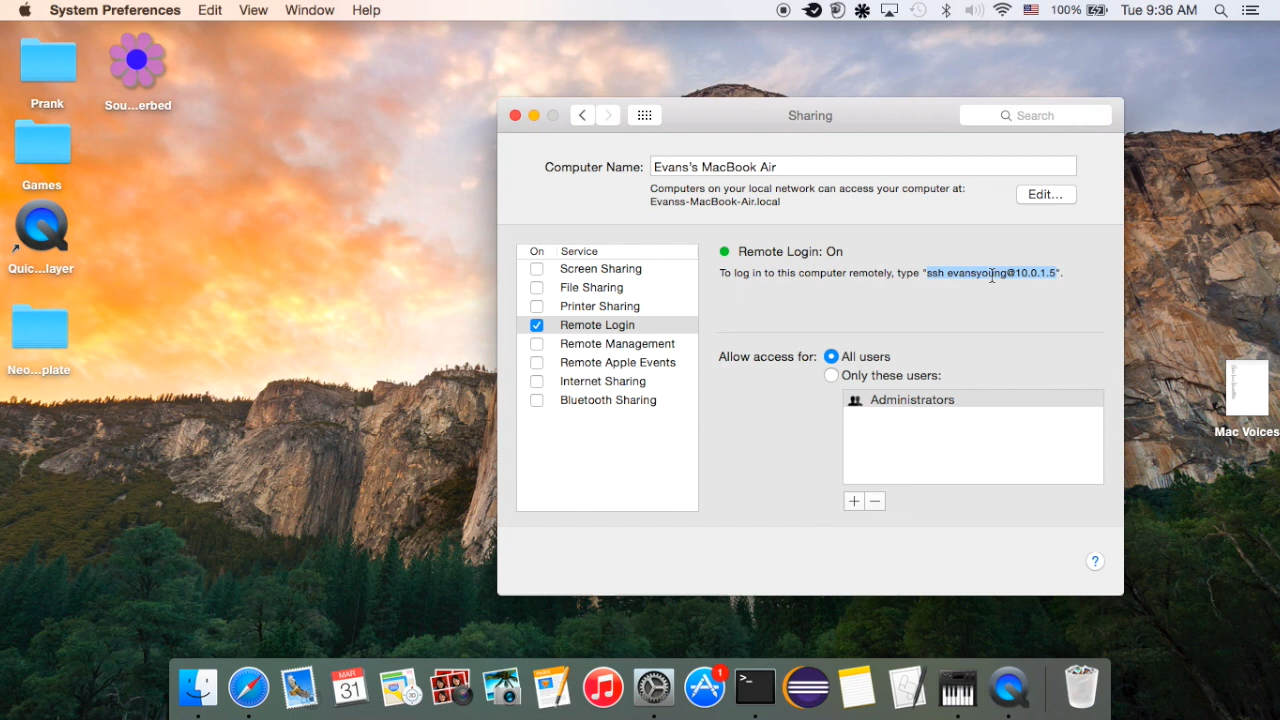 System Preferences Edit View Window Help
100% Tue 9:36 AM
Prank
Sou...erbed
Games
Quic...layer
Neo...plate
Mac Voices
Sharing
Search
Computer Name: Evans's MacBook Air
Computers on your local network can access your computer at:
Evanss-MacBook-Air.local
Edit...
On Service
Screen Sharing
File Sharing
Printer Sharing
Remote Login
Remote Management
Remote Apple Events
Internet Sharing
Bluetooth Sharing
Remote Login: On
To log in to this computer remotely, type "ssh evansyoung@10.0.1.5".
Allow access for: All users
Only these users:
Administrators
+ −
?
MAR
31
3D
1
>_